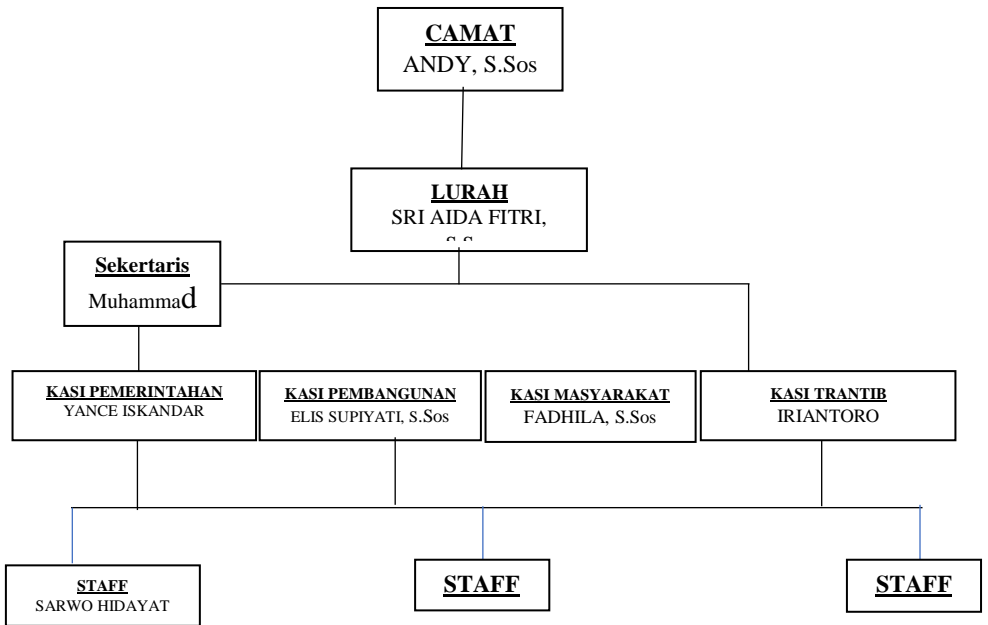 CAMAT
ANDY, S.Sos
LURAH
SRI AIDA FITRI,
Sekertaris
Muhammad
KASI PEMERINTAHAN
YANCE ISKANDAR
KASI PEMBANGUNAN
ELIS SUPIYATI, S.Sos
KASI MASYARAKAT
FADHILA, S.Sos
KASI TRANTIB
IRIANTORO
STAFF
SARWO HIDAYAT
STAFF
STAFF